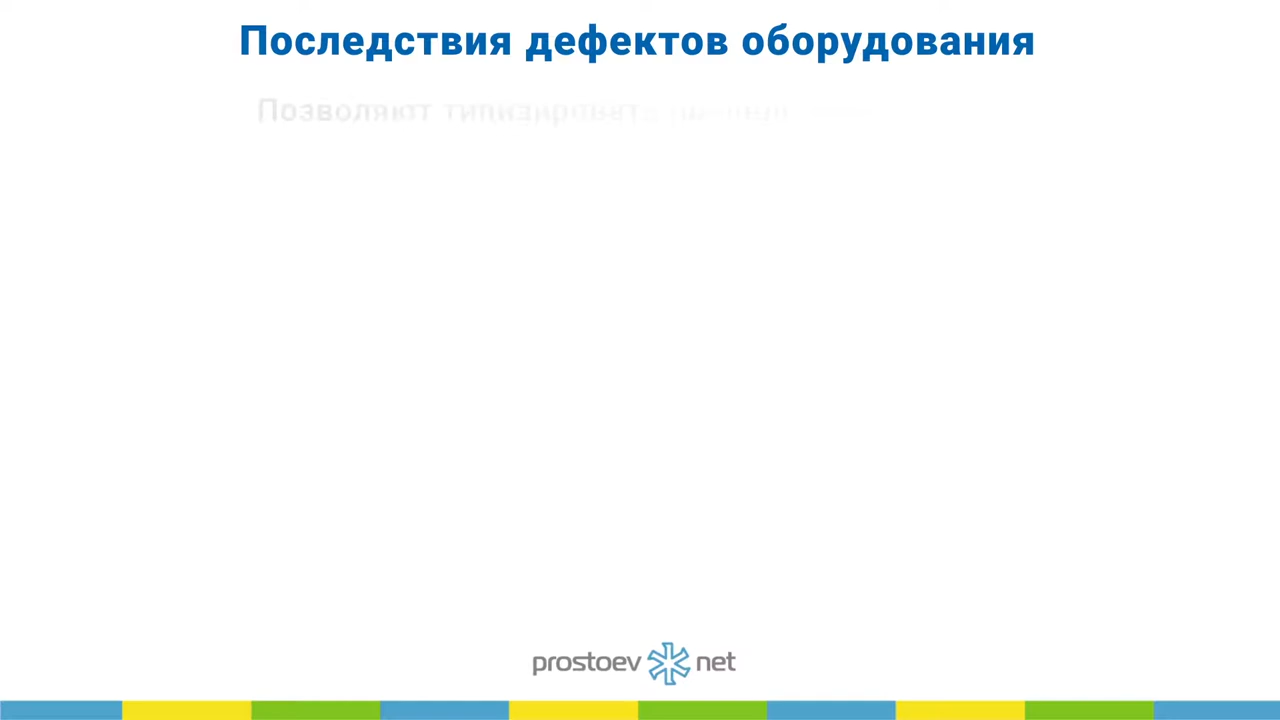 Последствия дефектов оборудования
Позволяют типизировать
prostoev net